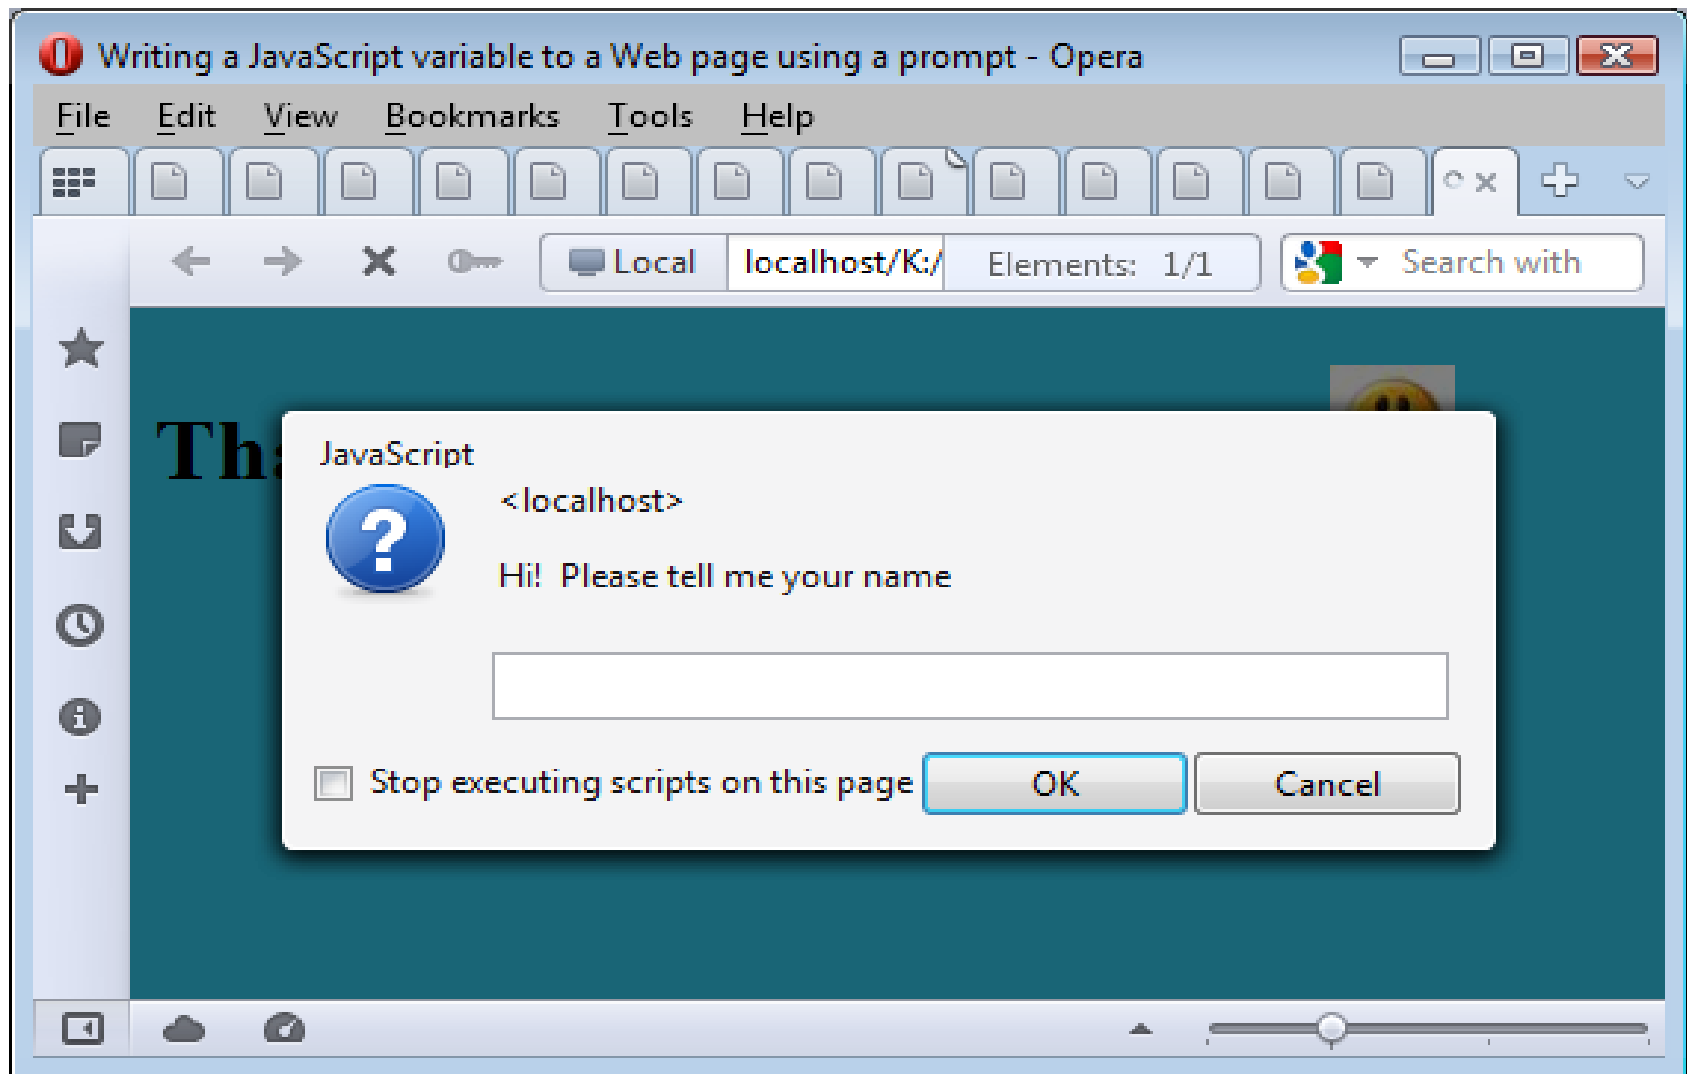 Writing a JavaScript variable to a Web page using a prompt - Opera
File Edit View Bookmarks Tools Help
Local localhost/K:/ Elements: 1/1 Search with
JavaScript
<localhost>
Hi!  Please tell me your name
Stop executing scripts on this page OK Cancel